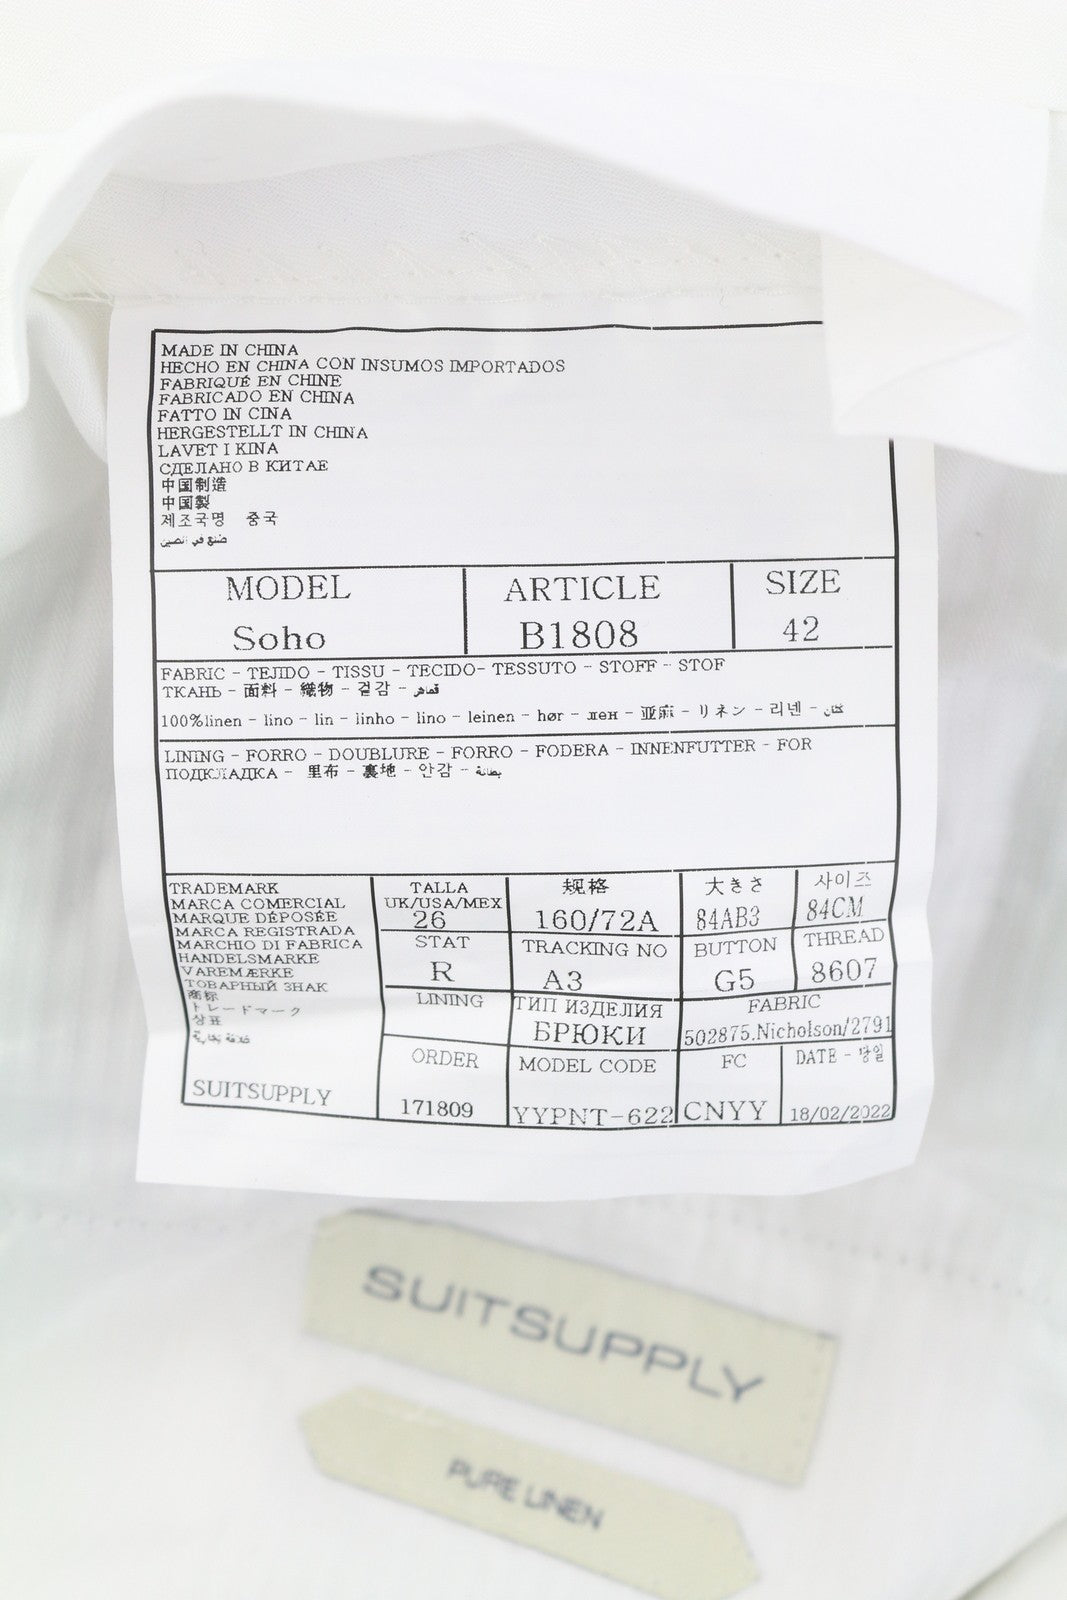 MADE IN CHINA
HECHO EN CHINA CON INSUMOS IMPORTADOS
FABRIQUÉ EN CHINE
FABRICADO EN CHINA
FATTO IN CINA
HERGESTELLT IN CHINA
LAVET I KINA
СДЕЛАНО В КИТАЕ
中国制造
中国製
제조국명 중국
صنع في الصين
MODEL ARTICLE SIZE
Soho B1808 42
FABRIC - TEJIDO - TISSU - TECIDO- TESSUTO - STOFF - STOF
ТКАНЬ - 面料 - 織物 - 겉감 - قماش
100%linen - lino - lin - linho - lino - leinen - hør - лен - 亚麻 - リネン - 리넨 - كتان
LINING - FORRO - DOUBLURE - FORRO - FODERA - INNENFUTTER - FOR
ПОДКЛАДКА - 里布 - 裏地 - 안감 - بطانة
TRADEMARK
MARCA COMERCIAL
MARQUE DÉPOSÉE
MARCA REGISTRADA
MARCHIO DI FABRICA
HANDELSMARKE
VAREMÆRKE
ТОВАРНЫЙ ЗНАК
商标
トレードマーク
상표
علامة تجارية
SUITSUPPLY
TALLA 规格 大きさ 사이즈
UK/USA/MEX
26 160/72A 84AB3 84CM
STAT TRACKING NO BUTTON THREAD
R A3 G5 8607
LINING ТИП ИЗДЕЛИЯ FABRIC
БРЮКИ 502875.Nicholson/2791
ORDER MODEL CODE FC DATE - 당일
171809 YYPNT-622 CNYY 18/02/2022
SUITSUPPLY
PURE LINEN